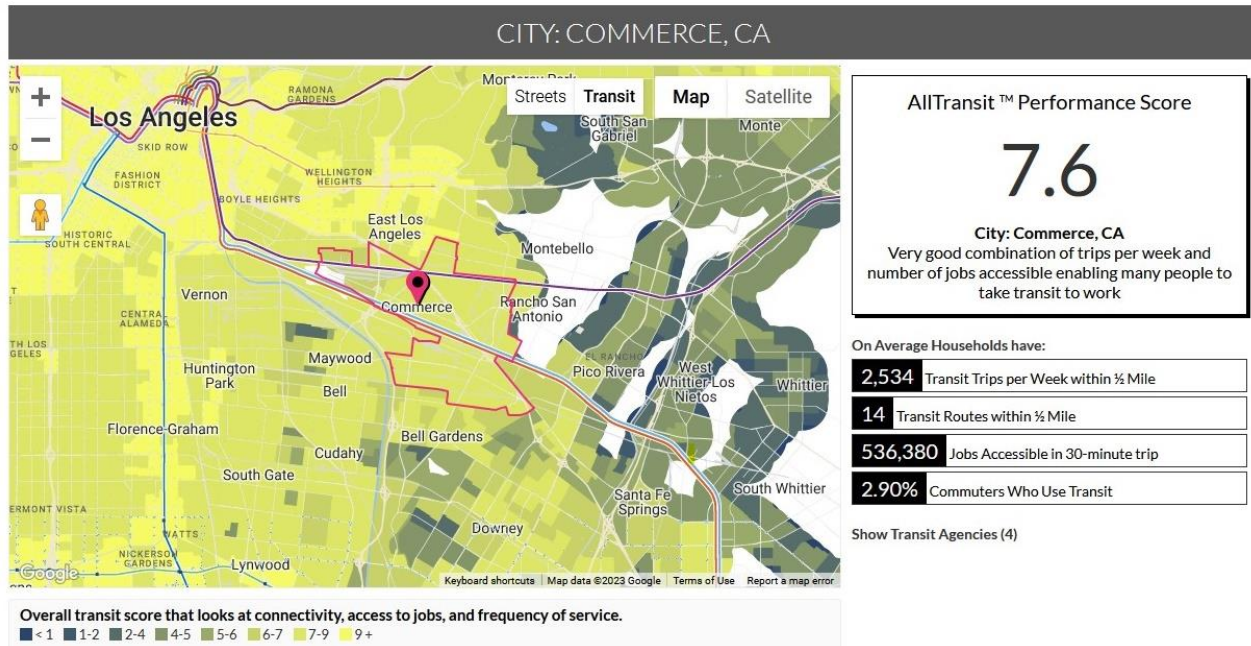 CITY: COMMERCE, CA
+
−
Streets
Transit
Map
Satellite
Los Angeles
RAMONA
GARDENS
Monterey Park
South San
Gabriel
Monte
SKID ROW
FASHION
DISTRICT
WELLINGTON
HEIGHTS
BOYLE HEIGHTS
HISTORIC
SOUTH CENTRAL
East Los
Angeles
Montebello
Vernon
Commerce
Rancho San
Antonio
CENTRAL
ALAMEDA
TH LOS
GELES
Huntington
Park
Maywood
Bell
EL RANCHO
Pico Rivera
West
Whittier-Los
Nietos
Whittier
Florence-Graham
Cudahy
Bell Gardens
South Gate
Santa Fe
Springs
South Whittier
ERMONT VISTA
WATTS
Downey
NICKERSON
GARDENS
Lynwood
Google
Keyboard shortcuts
Map data ©2023 Google
Terms of Use
Report a map error
Overall transit score that looks at connectivity, access to jobs, and frequency of service.
< 1 1-2 2-4 4-5 5-6 6-7 7-9 9 +
AllTransit ™ Performance Score
7.6
City: Commerce, CA
Very good combination of trips per week and
number of jobs accessible enabling many people to
take transit to work
On Average Households have:
2,534 Transit Trips per Week within ½ Mile
14 Transit Routes within ½ Mile
536,380 Jobs Accessible in 30-minute trip
2.90% Commuters Who Use Transit
Show Transit Agencies (4)